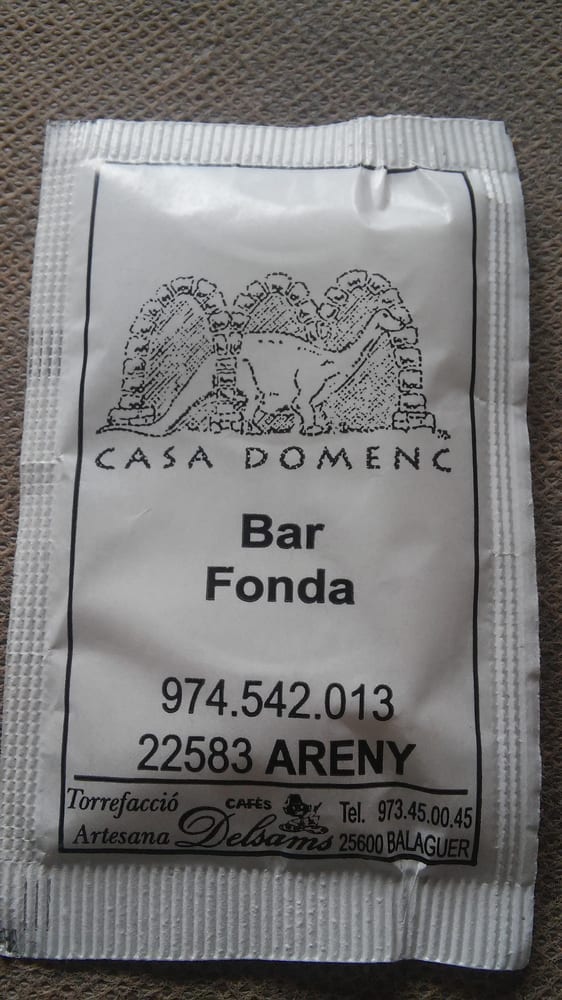 CASA DOMENC
Bar
Fonda
974.542.013
22583 ARENY
Torrefacció
Artesana
CAFÈS
Delsams
Tel. 973.45.00.45
25600 BALAGUER